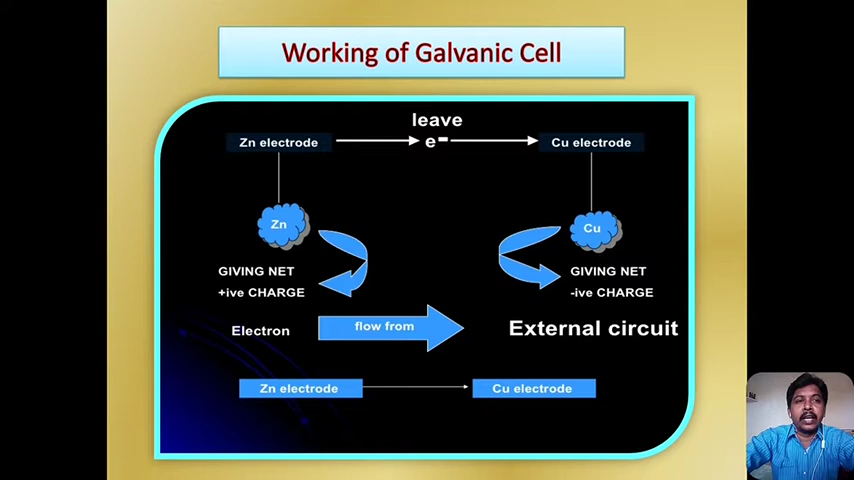 Working of Galvanic Cell
leave
Zn electrode e- Cu electrode
Zn
Cu
GIVING NET
+ive CHARGE
GIVING NET
-ive CHARGE
Electron flow from External circuit
Zn electrode Cu electrode